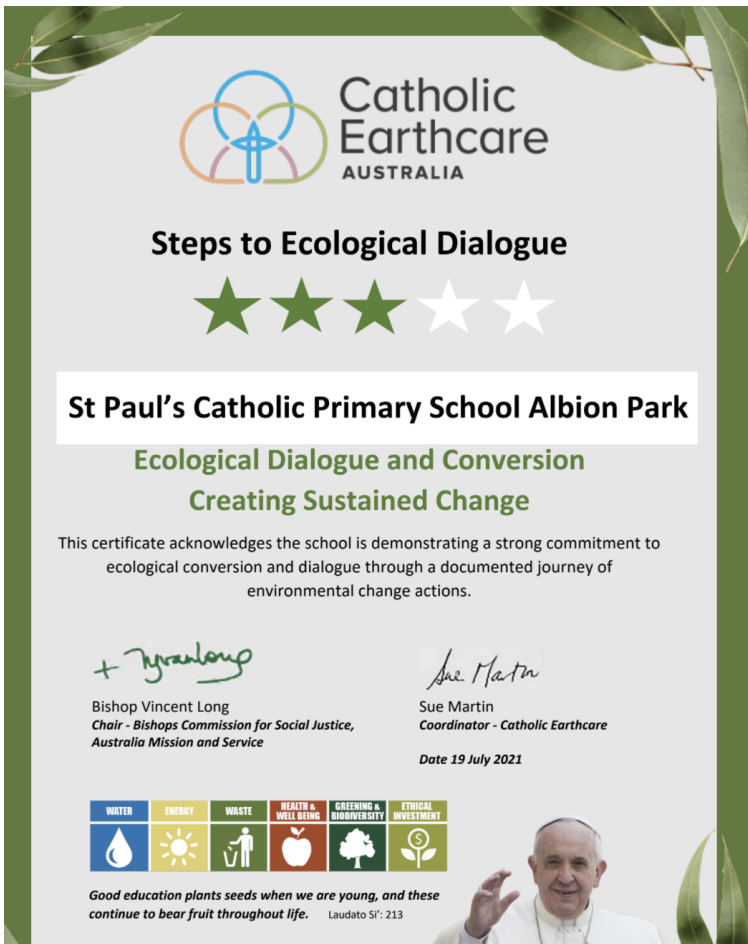 Catholic
Earthcare
AUSTRALIA
Steps to Ecological Dialogue
St Paul’s Catholic Primary School Albion Park
Ecological Dialogue and Conversion
Creating Sustained Change
This certificate acknowledges the school is demonstrating a strong commitment to
ecological conversion and dialogue through a documented journey of
environmental change actions.
Bishop Vincent Long
Chair - Bishops Commission for Social Justice,
Australia Mission and Service
Sue Martin
Sue Martin
Coordinator - Catholic Earthcare
Date 19 July 2021
WATER
ENERGY
WASTE
HEALTH &
WELL BEING
GREENING &
BIODIVERSITY
ETHICAL
INVESTMENT
$
Good education plants seeds when we are young, and these
continue to bear fruit throughout life. Laudato Si’: 213